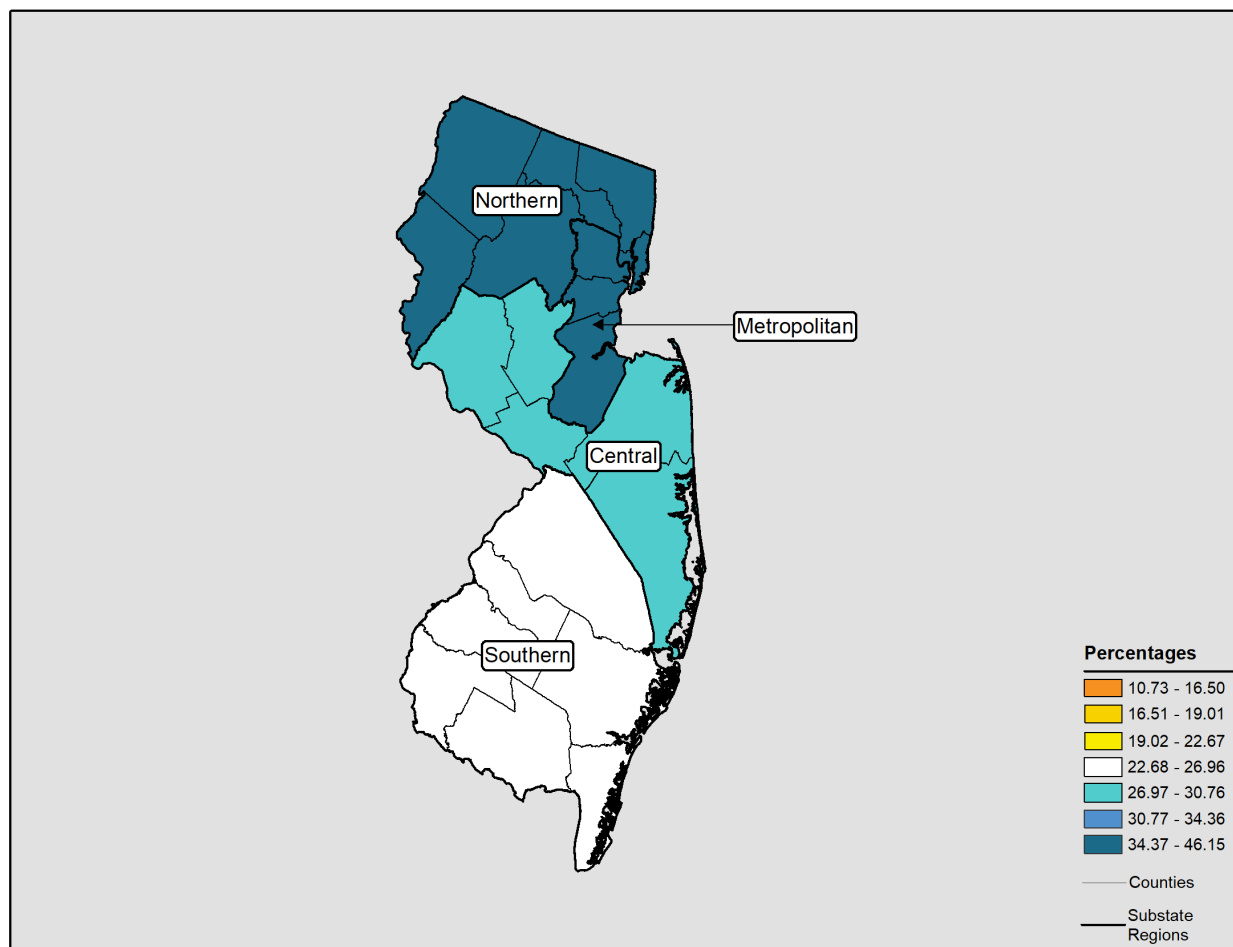 Northern
Metropolitan
Central
Southern
Percentages
10.73 - 16.50
16.51 - 19.01
19.02 - 22.67
22.68 - 26.96
26.97 - 30.76
30.77 - 34.36
34.37 - 46.15
Counties
Substate
Regions